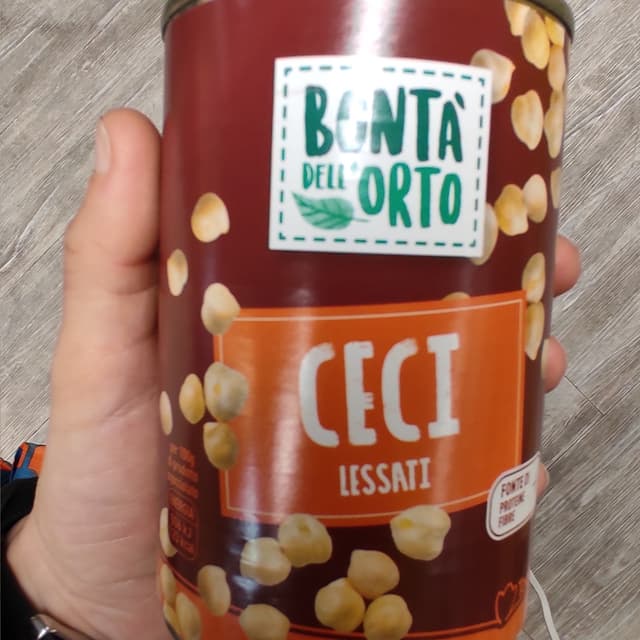 BONTÀ
DELL'ORTO
CECI
LESSATI
FONTE DI
PROTEINE
FIBRE